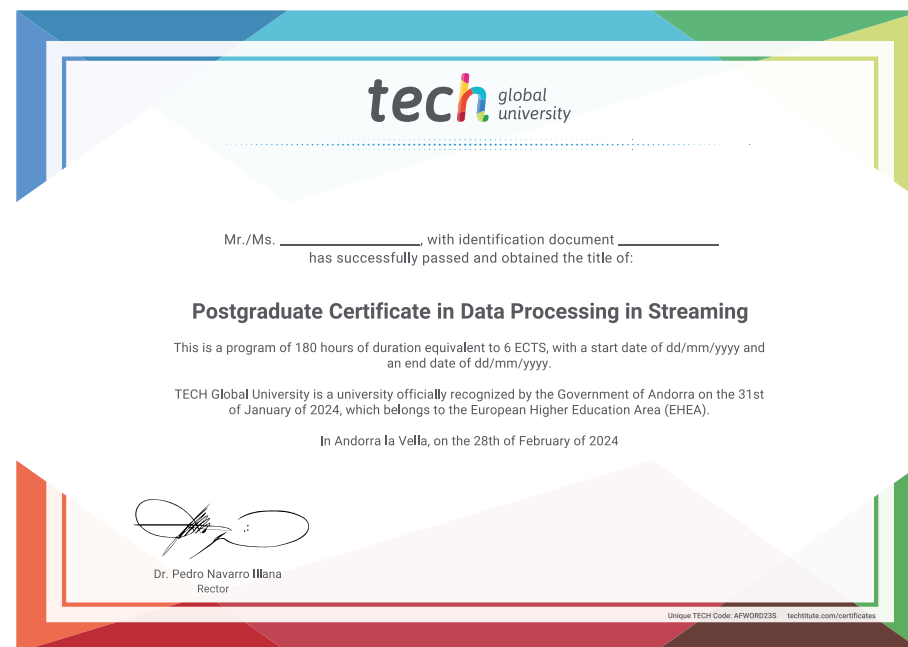 tech global
university
Mr./Ms. ____________, with identification document ____________
has successfully passed and obtained the title of:
Postgraduate Certificate in Data Processing in Streaming
This is a program of 180 hours of duration equivalent to 6 ECTS, with a start date of dd/mm/yyyy and
an end date of dd/mm/yyyy.
TECH Global University is a university officially recognized by the Government of Andorra on the 31st
of January of 2024, which belongs to the European Higher Education Area (EHEA).
In Andorra la Vella, on the 28th of February of 2024
Dr. Pedro Navarro Illana
Rector
Unique TECH Code: AFWORD23S techtitute.com/certificates